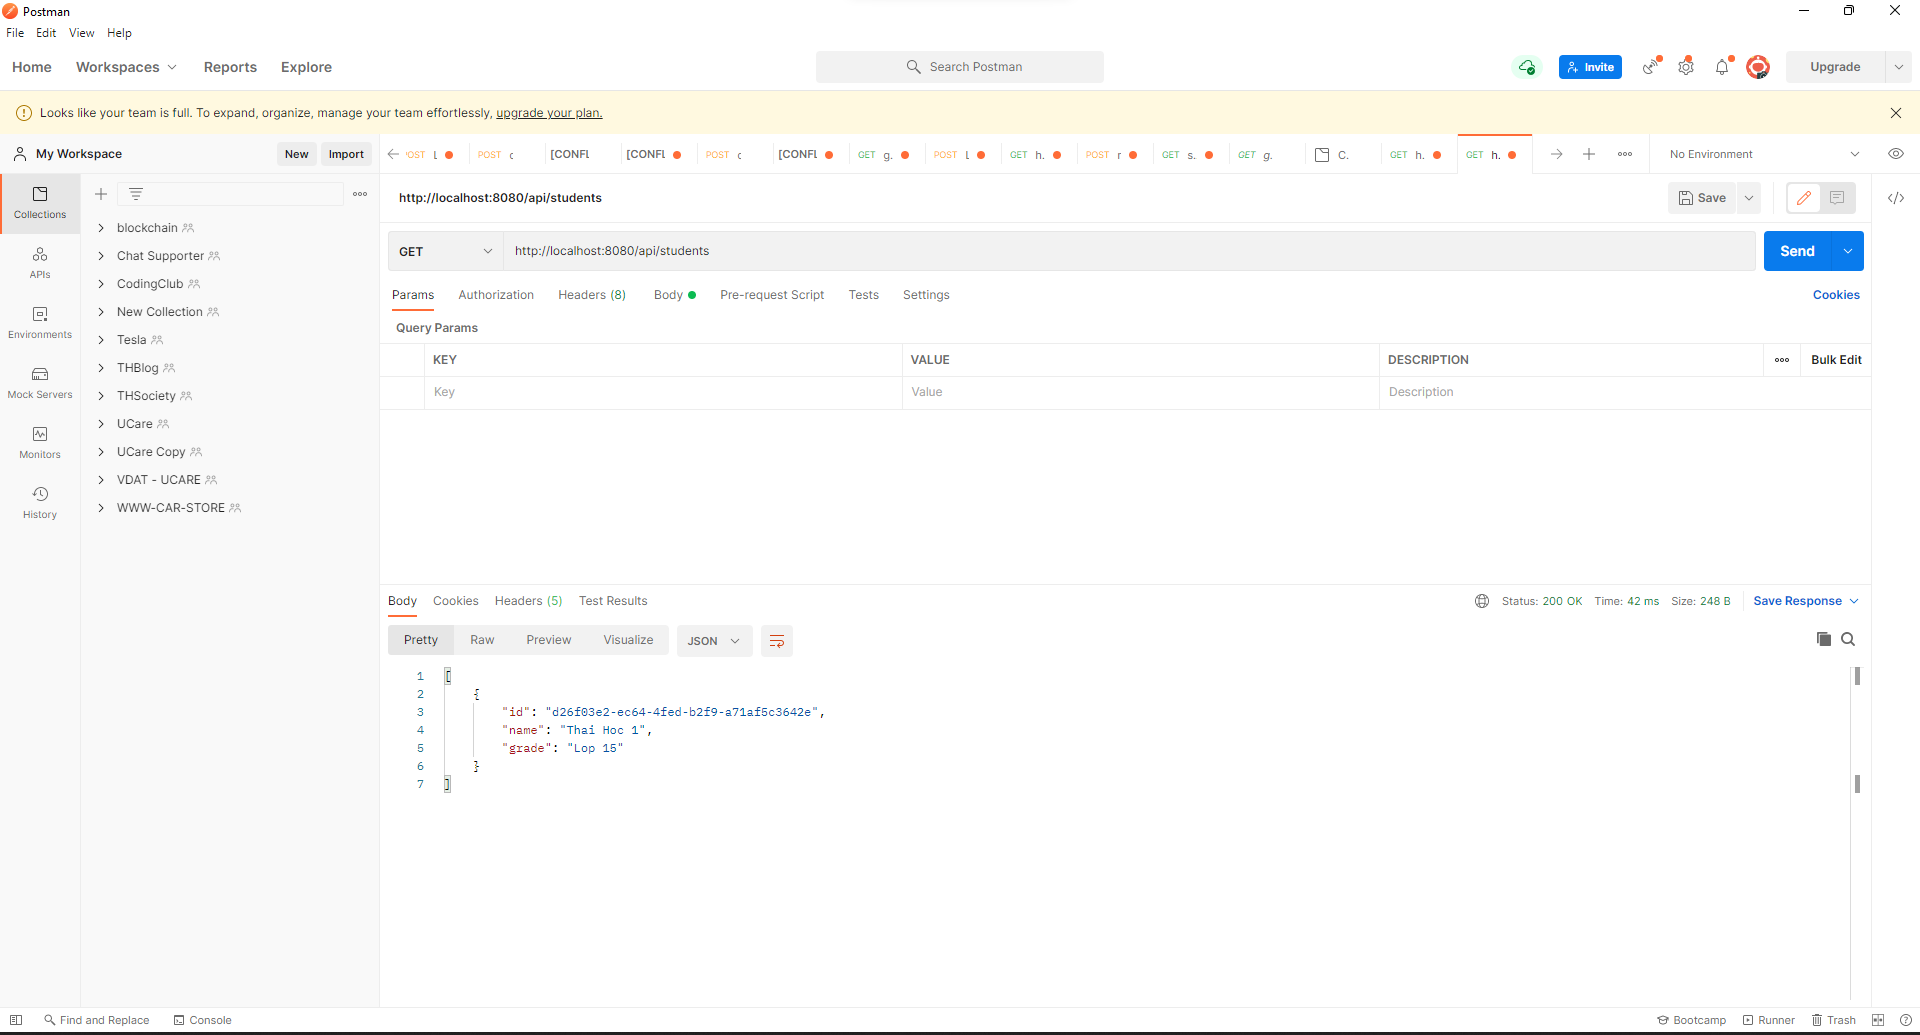 Postman
File Edit View Help
Home Workspaces Reports Explore Search Postman Invite Upgrade
Looks like your team is full. To expand, organize, manage your team effortlessly, upgrade your plan.
My Workspace New Import
POST POST [CONFL [CONFL POST [CONFL GET g. POST GET h. POST r GET s. GET g. C. GET h. GET h. No Environment
Collections
APIs
Environments
Mock Servers
Monitors
History
blockchain
Chat Supporter
CodingClub
New Collection
Tesla
THBlog
THSociety
UCare
UCare Copy
VDAT - UCARE
WWW-CAR-STORE
http://localhost:8080/api/students Save
GET http://localhost:8080/api/students Send
Params Authorization Headers (8) Body Pre-request Script Tests Settings Cookies
Query Params
KEY VALUE DESCRIPTION Bulk Edit
Key Value Description
Body Cookies Headers (5) Test Results Status: 200 OK Time: 42 ms Size: 248 B Save Response
Pretty Raw Preview Visualize JSON
1 [
2 {
3 "id": "d26f03e2-ec64-4fed-b2f9-a71af5c3642e",
4 "name": "Thai Hoc 1",
5 "grade": "Lop 15"
6 }
7 ]
Find and Replace Console Bootcamp Runner Trash